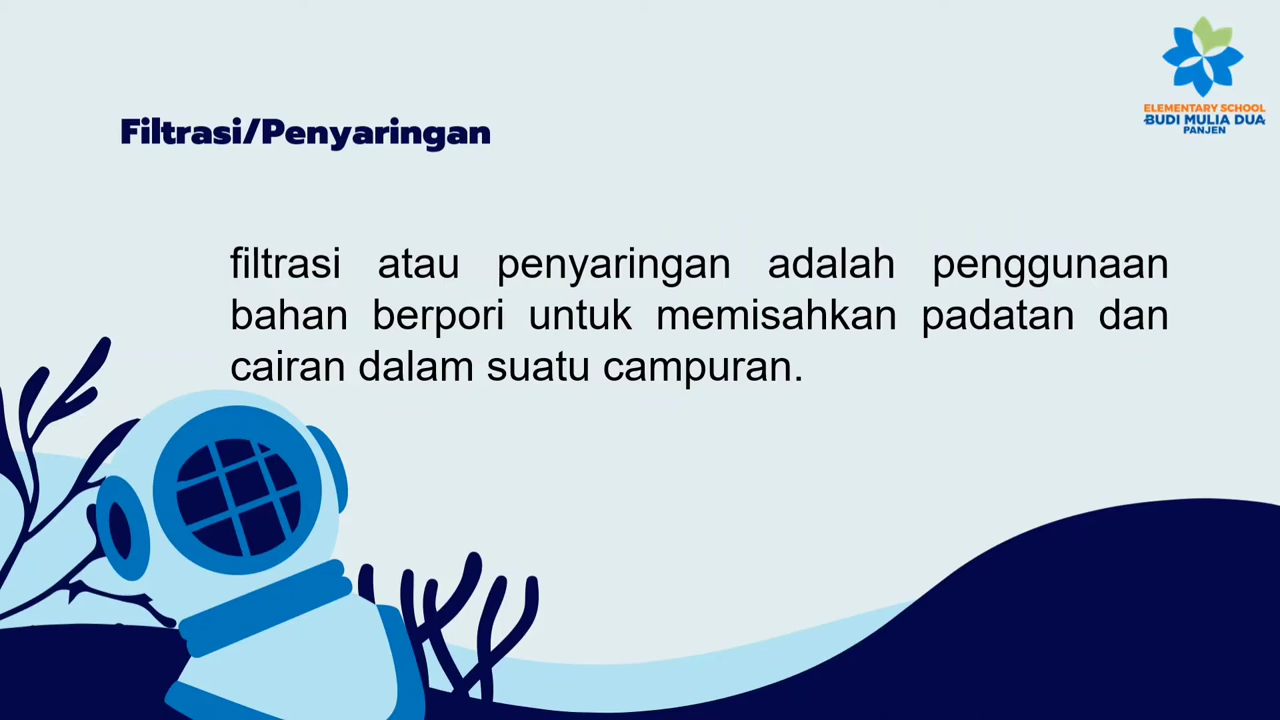 ELEMENTARY SCHOOL
BUDI MULIA DUA
PANJEN
Filtrasi/Penyaringan
filtrasi atau penyaringan adalah penggunaan
bahan berpori untuk memisahkan padatan dan
cairan dalam suatu campuran.